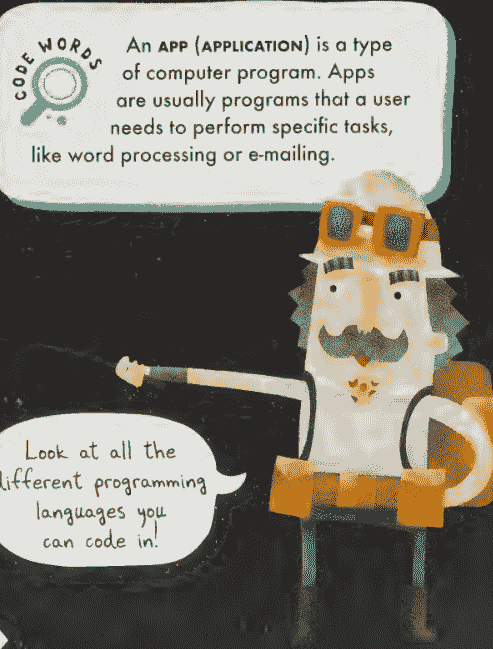 CODE WORDS
An APP (APPLICATION) is a type
of computer program. Apps
are usually programs that a user
needs to perform specific tasks,
like word processing or e-mailing.
Look at all the
different programming
languages you
can code in!